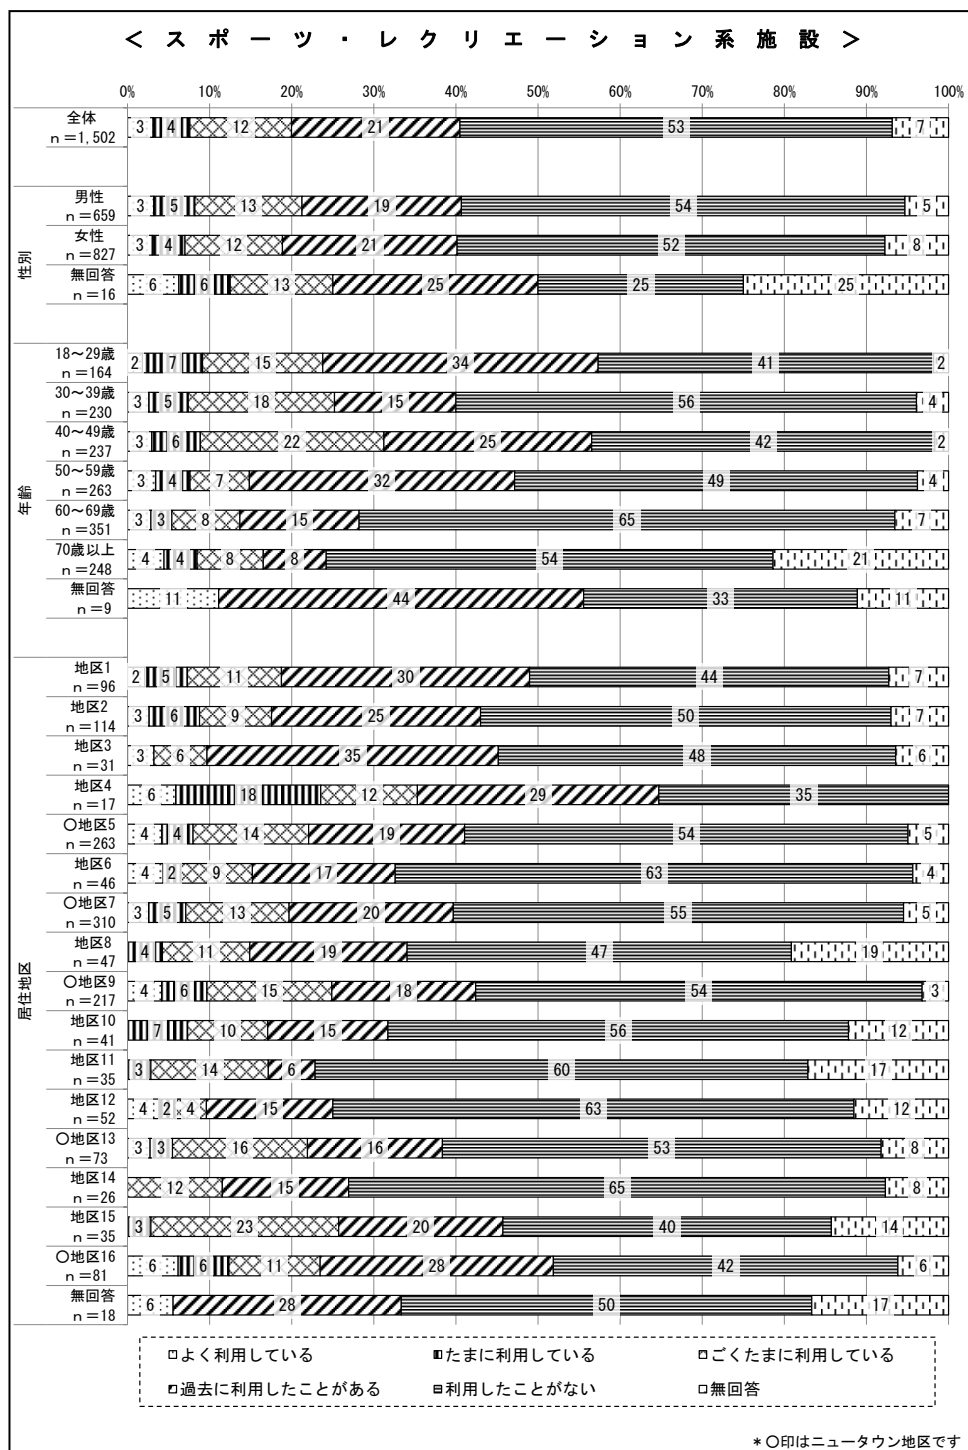 ＜ スポーツ・レクリエーション系施設 ＞
0% 10% 20% 30% 40% 50% 60% 70% 80% 90% 100%
全体
ｎ＝1,502
3 4 12 21 53 7
性別
男性
ｎ＝659
3 5 13 19 54 5
女性
ｎ＝827
3 4 12 21 52 8
無回答
ｎ＝16
6 6 13 25 25 25
年齢
18～29歳
ｎ＝164
2 7 15 34 41 2
30～39歳
ｎ＝230
3 5 18 15 56 4
40～49歳
ｎ＝237
3 6 22 25 42 2
50～59歳
ｎ＝263
3 4 7 32 49 4
60～69歳
ｎ＝351
3 3 8 15 65 7
70歳以上
ｎ＝248
4 4 8 8 54 21
無回答
ｎ＝9
11 44 33 11
居住地区
地区1
ｎ＝96
2 5 11 30 44 7
地区2
ｎ＝114
3 6 9 25 50 7
地区3
ｎ＝31
3 6 35 48 6
地区4
ｎ＝17
6 18 12 29 35
○地区5
ｎ＝263
4 4 14 19 54 5
地区6
ｎ＝46
4 2 9 17 63 4
○地区7
ｎ＝310
3 5 13 20 55 5
地区8
ｎ＝47
4 11 19 47 19
○地区9
ｎ＝217
4 6 15 18 54 3
地区10
ｎ＝41
7 10 15 56 12
地区11
ｎ＝35
3 14 6 60 17
地区12
ｎ＝52
4 2 4 15 63 12
○地区13
ｎ＝73
3 3 16 16 53 8
地区14
ｎ＝26
12 15 65 8
地区15
ｎ＝35
3 23 20 40 14
○地区16
ｎ＝81
6 6 11 28 42 6
無回答
ｎ＝18
6 28 50 17
よく利用している たまに利用している ごくたまに利用している
過去に利用したことがある 利用したことがない 無回答
＊○印はニュータウン地区です